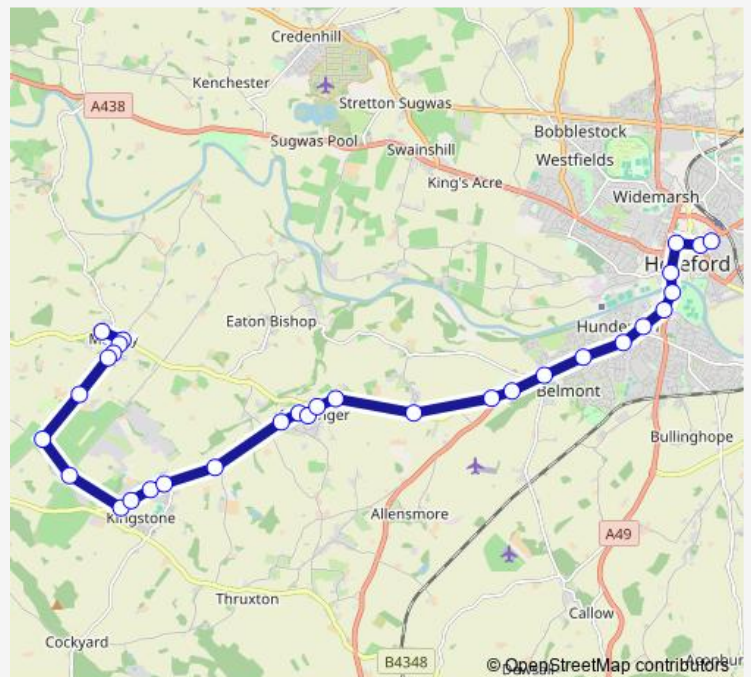 Credenhill
Kenchester
A438
Stretton Sugwas
Bobblestock
Sugwas Pool
Swainshill
Westfields
King's Acre
Widemarsh
Eaton Bishop
Belmont
Bullinghope
Kingstone
Allensmore
A49
Thruxton
Callow
Cockyard
B4348
© OpenStreetMap contributors